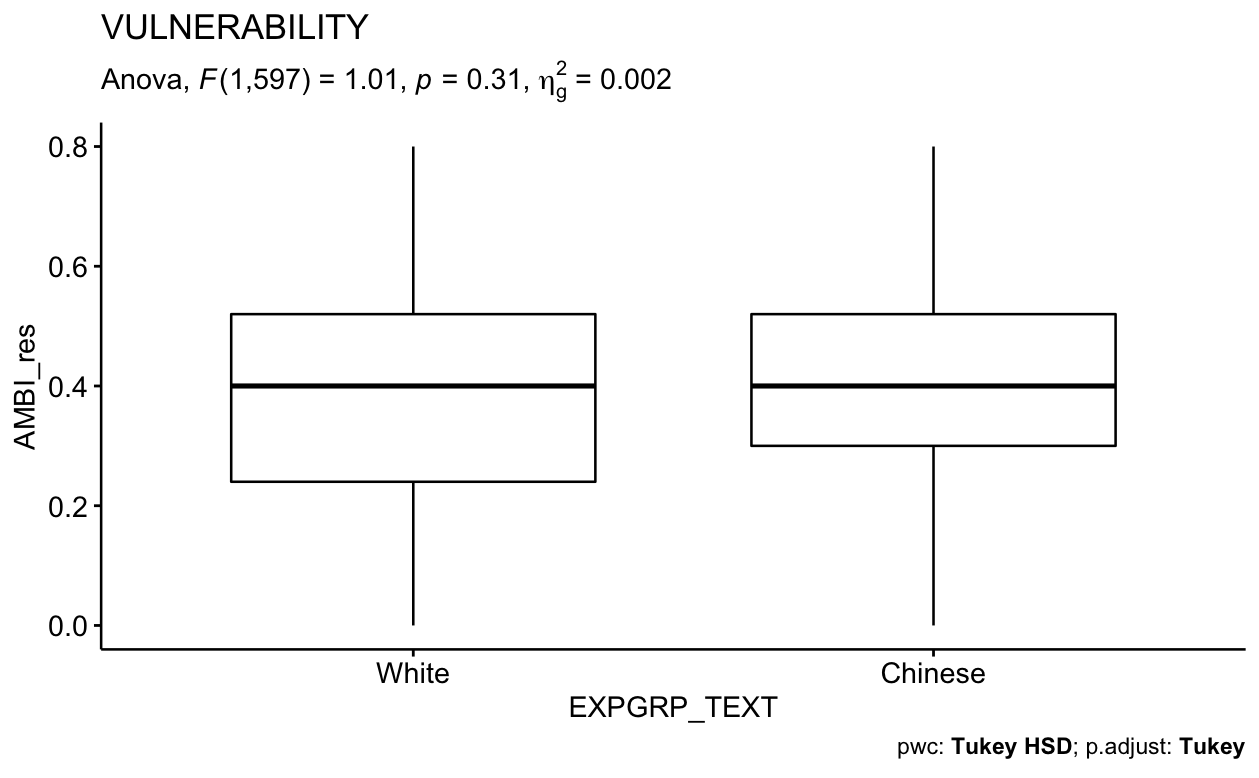 VULNERABILITY
Anova, F(1,597) = 1.01, p = 0.31, η²g = 0.002
0.8
0.6
0.4
0.2
0.0
AMBI_res
White Chinese
EXPGRP_TEXT
pwc: Tukey HSD; p.adjust: Tukey